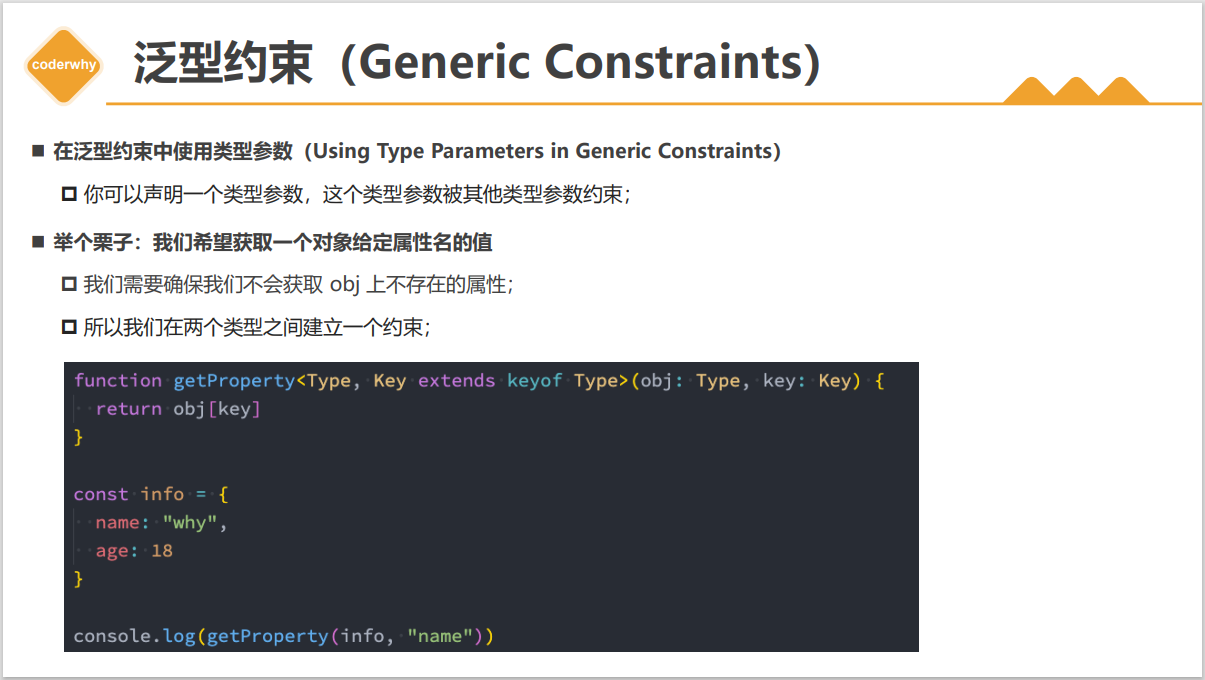 coderwhy
泛型约束（Generic Constraints）
在泛型约束中使用类型参数（Using Type Parameters in Generic Constraints）
你可以声明一个类型参数，这个类型参数被其他类型参数约束；
举个栗子：我们希望获取一个对象给定属性名的值
我们需要确保我们不会获取 obj 上不存在的属性；
所以我们在两个类型之间建立一个约束；
function getProperty<Type, Key extends keyof Type>(obj: Type, key: Key) {
  return obj[key]
}
const info = {
  name: "why",
  age: 18
}
console.log(getProperty(info, "name"))